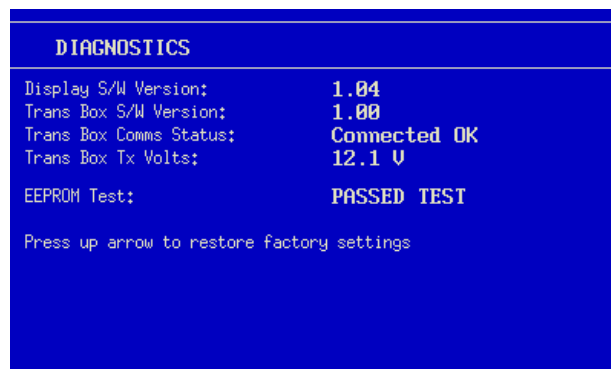 DIAGNOSTICS
Display S/W Version: 1.04
Trans Box S/W Version: 1.00
Trans Box Comms Status: Connected OK
Trans Box Tx Volts: 12.1 V
EEPROM Test: PASSED TEST
Press up arrow to restore factory settings